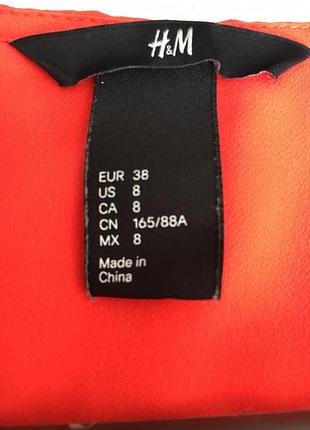 H&M
EUR 38
US 8
CA 8
CN 165/88A
MX 8
Made in
China